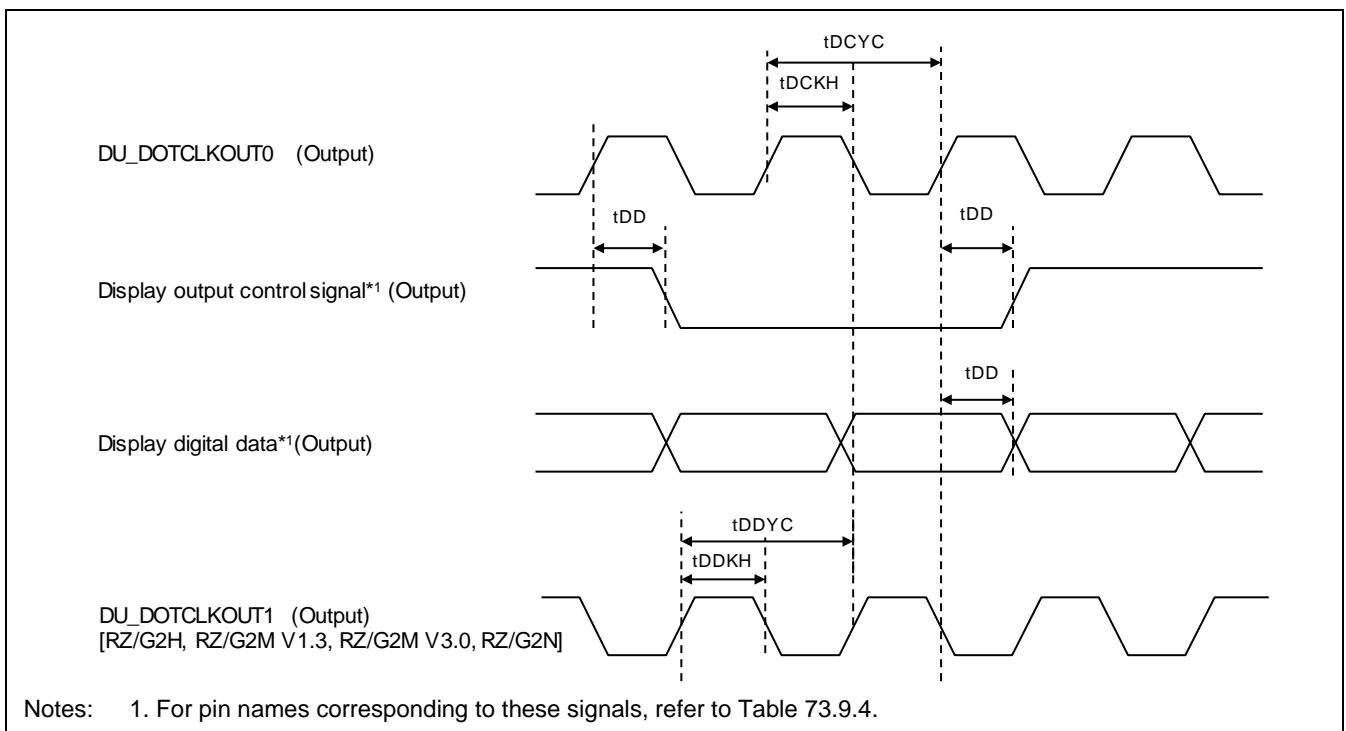 tDCYC
tDCKH
DU_DOTCLKOUT0 (Output)
tDD
tDD
Display output control signal*1 (Output)
tDD
Display digital data*1(Output)
tDDYC
tDDKH
DU_DOTCLKOUT1 (Output)
[RZ/G2H, RZ/G2M V1.3, RZ/G2M V3.0, RZ/G2N]
Notes: 1. For pin names corresponding to these signals, refer to Table 73.9.4.